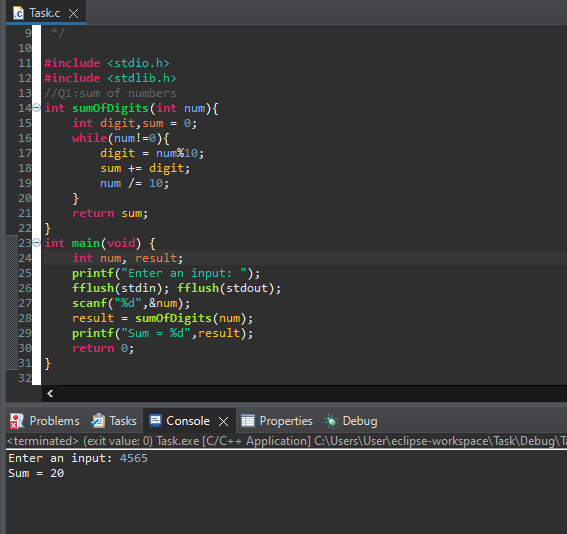 Task.c
9 */
10
11 #include <stdio.h>
12 #include <stdlib.h>
13 //Q1:sum of numbers
14 int sumOfDigits(int num){
15     int digit,sum = 0;
16     while(num!=0){
17         digit = num%10;
18         sum += digit;
19         num /= 10;
20     }
21     return sum;
22 }
23 int main(void) {
24     int num, result;
25     printf("Enter an input: ");
26     fflush(stdin); fflush(stdout);
27     scanf("%d",&num);
28     result = sumOfDigits(num);
29     printf("Sum = %d",result);
30     return 0;
31 }
32
Problems Tasks Console Properties Debug
<terminated> (exit value: 0) Task.exe [C/C++ Application] C:\Users\User\eclipse-workspace\Task\Debug\T
Enter an input: 4565
Sum = 20